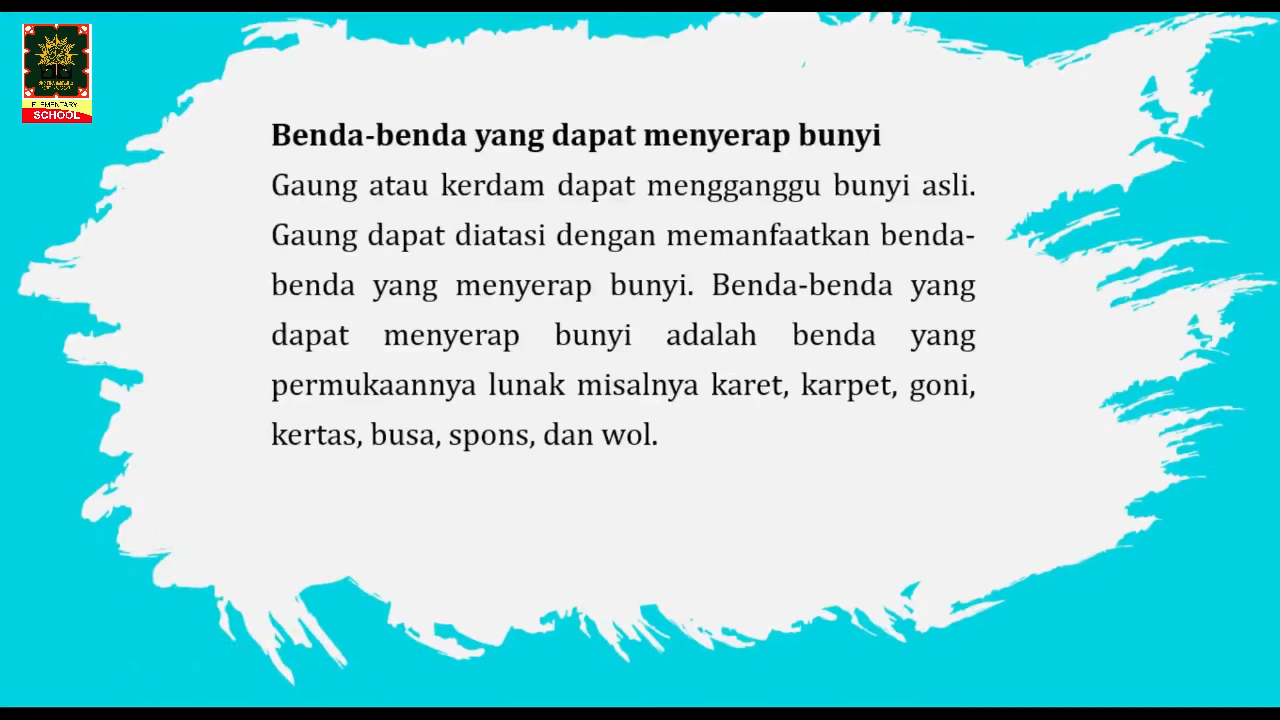 ELEMENTARY
SCHOOL
Benda-benda yang dapat menyerap bunyi
Gaung atau kerdam dapat mengganggu bunyi asli.
Gaung dapat diatasi dengan memanfaatkan benda-
benda yang menyerap bunyi. Benda-benda yang
dapat menyerap bunyi adalah benda yang
permukaannya lunak misalnya karet, karpet, goni,
kertas, busa, spons, dan wol.